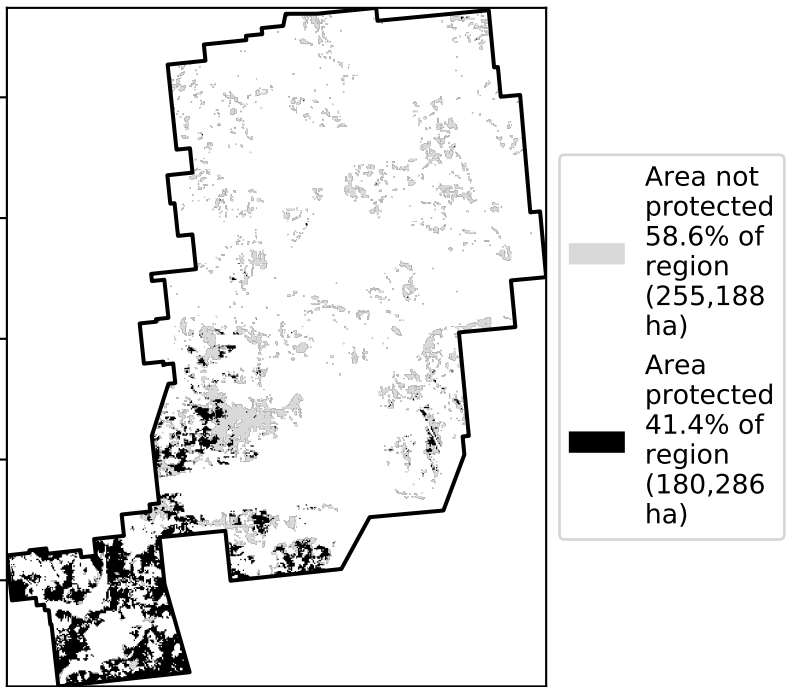 Area not
protected
58.6% of
region
(255,188
ha)
Area
protected
41.4% of
region
(180,286
ha)